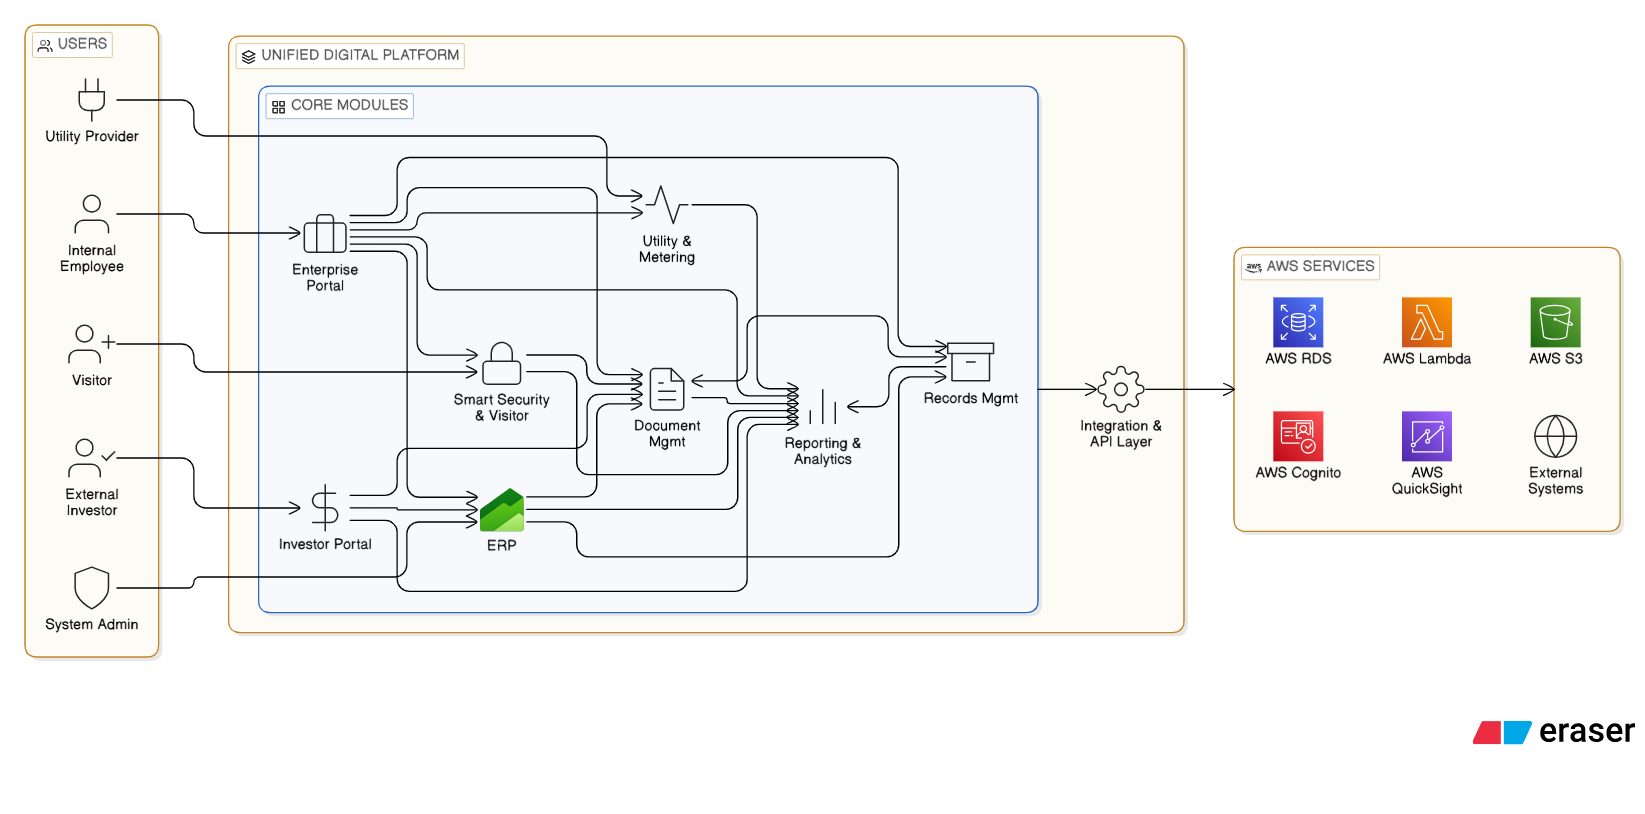 USERS
Utility Provider
Internal
Employee
Visitor
External
Investor
System Admin
UNIFIED DIGITAL PLATFORM
CORE MODULES
Enterprise
Portal
Utility &
Metering
Smart Security
& Visitor
Document
Mgmt
Reporting &
Analytics
Records Mgmt
Investor Portal
ERP
Integration &
API Layer
aws AWS SERVICES
AWS RDS
AWS Lambda
AWS S3
AWS Cognito
AWS
QuickSight
External
Systems
eraser